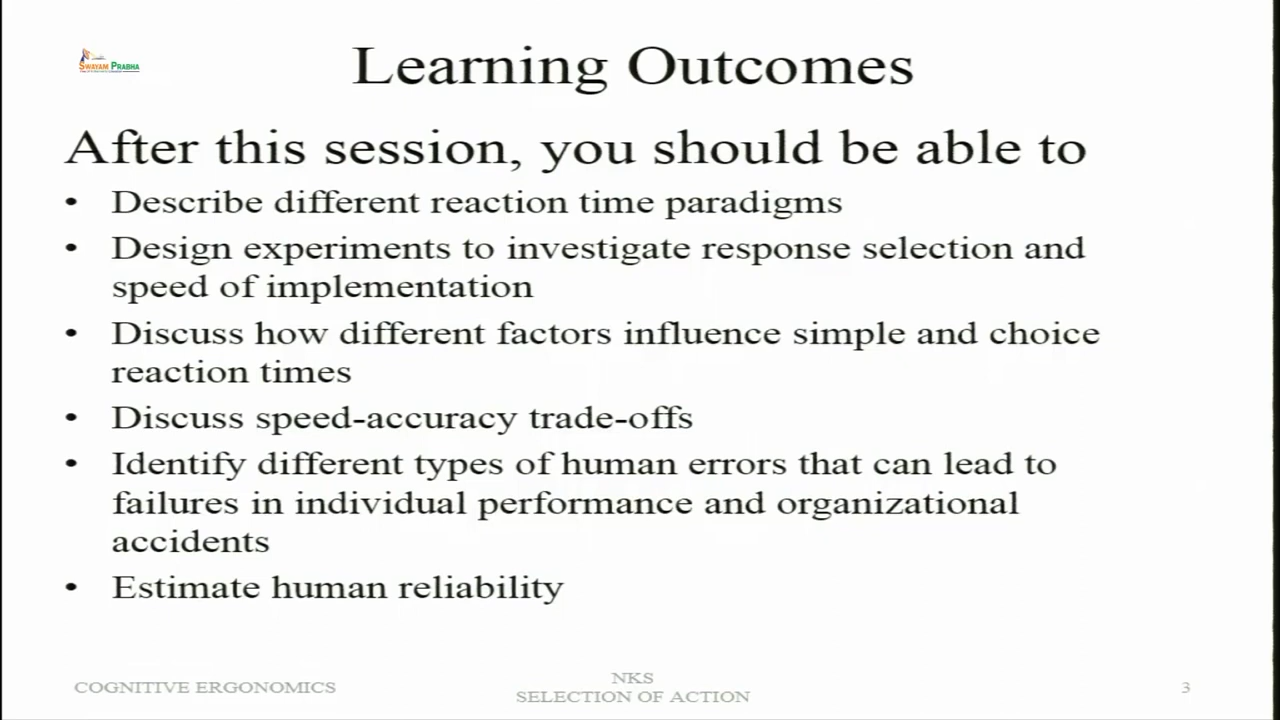 SWAYAM PRABHA
Learning Outcomes
After this session, you should be able to
• Describe different reaction time paradigms
• Design experiments to investigate response selection and
speed of implementation
• Discuss how different factors influence simple and choice
reaction times
• Discuss speed-accuracy trade-offs
• Identify different types of human errors that can lead to
failures in individual performance and organizational
accidents
• Estimate human reliability
COGNITIVE ERGONOMICS
NKS
SELECTION OF ACTION
3